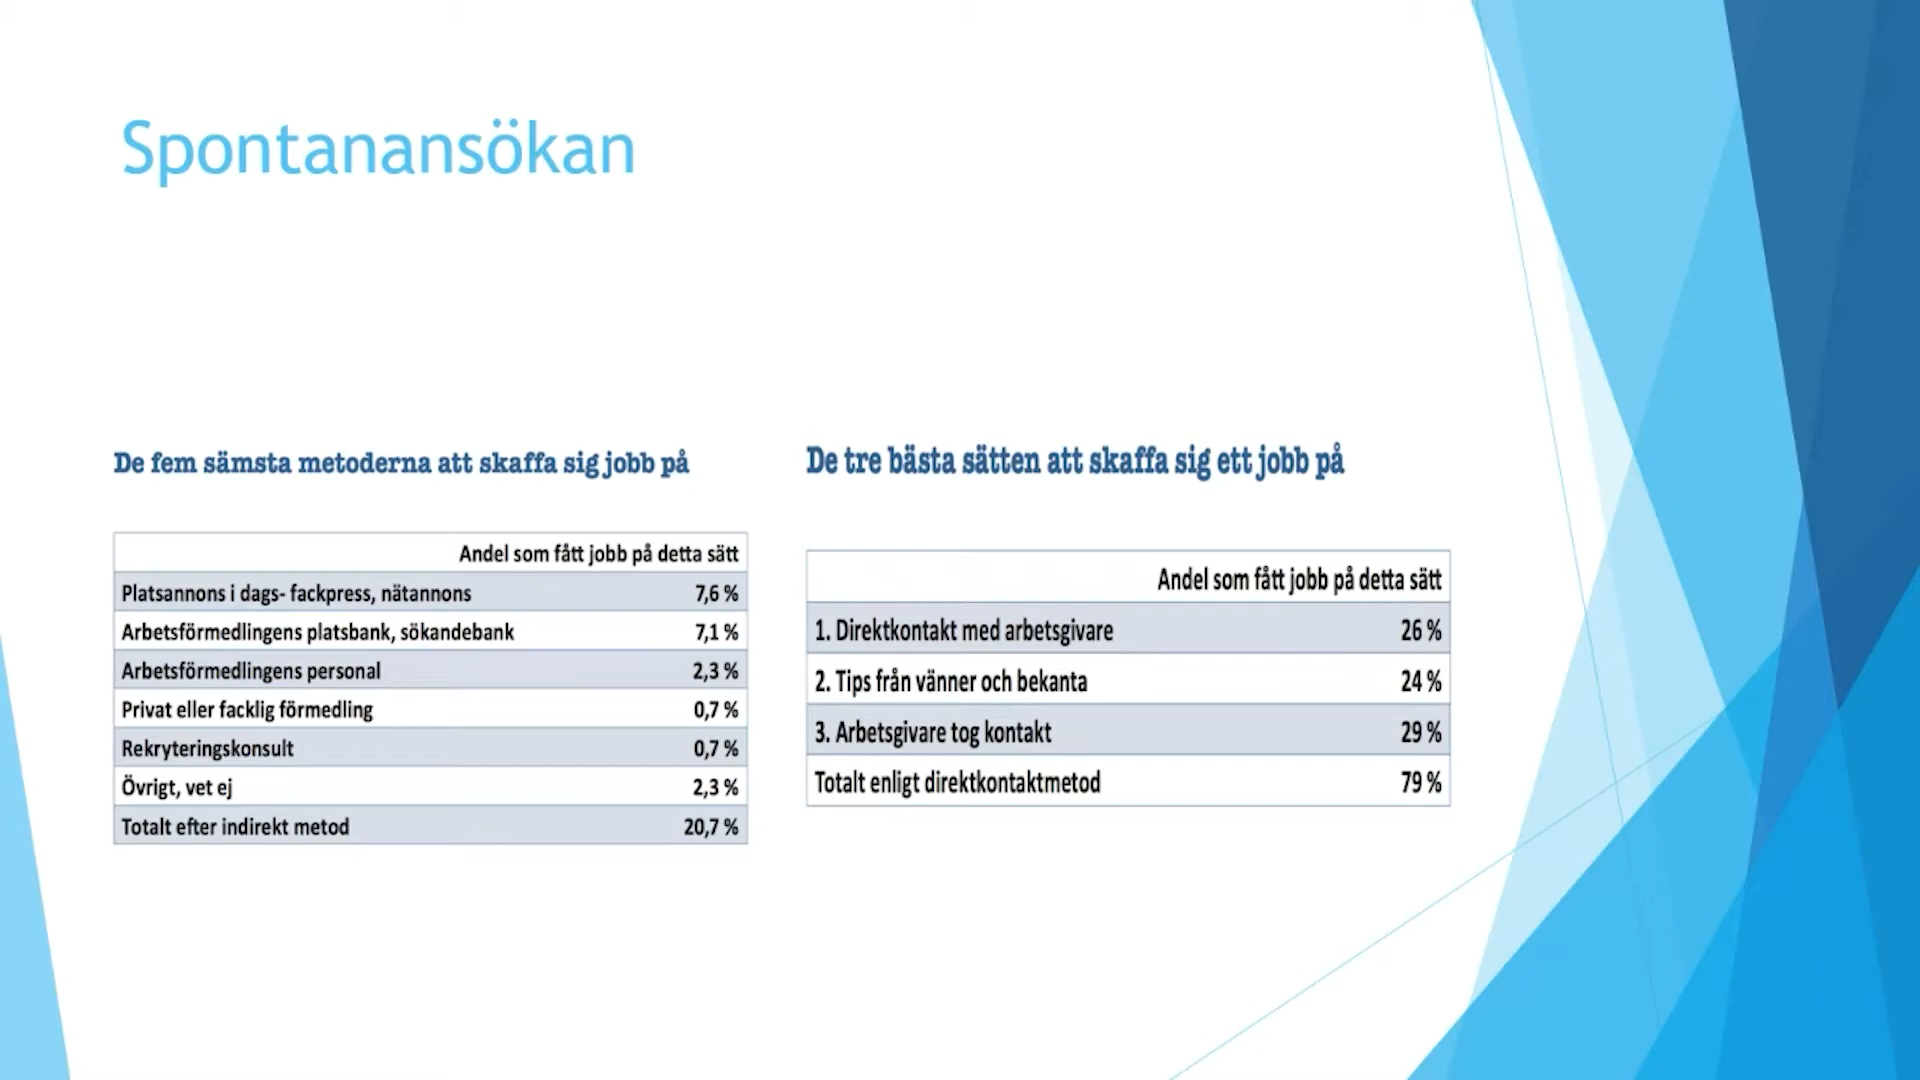 Spontanansökan
De fem sämsta metoderna att skaffa sig jobb på
Andel som fått jobb på detta sätt
Platsannons i dags- fackpress, nätannons 7,6 %
Arbetsförmedlingens platsbank, sökandebank 7,1 %
Arbetsförmedlingens personal 2,3 %
Privat eller facklig förmedling 0,7 %
Rekryteringskonsult 0,7 %
Övrigt, vet ej 2,3 %
Totalt efter indirekt metod 20,7 %
De tre bästa sätten att skaffa sig ett jobb på
Andel som fått jobb på detta sätt
1. Direktkontakt med arbetsgivare 26 %
2. Tips från vänner och bekanta 24 %
3. Arbetsgivare tog kontakt 29 %
Totalt enligt direktkontaktmetod 79 %